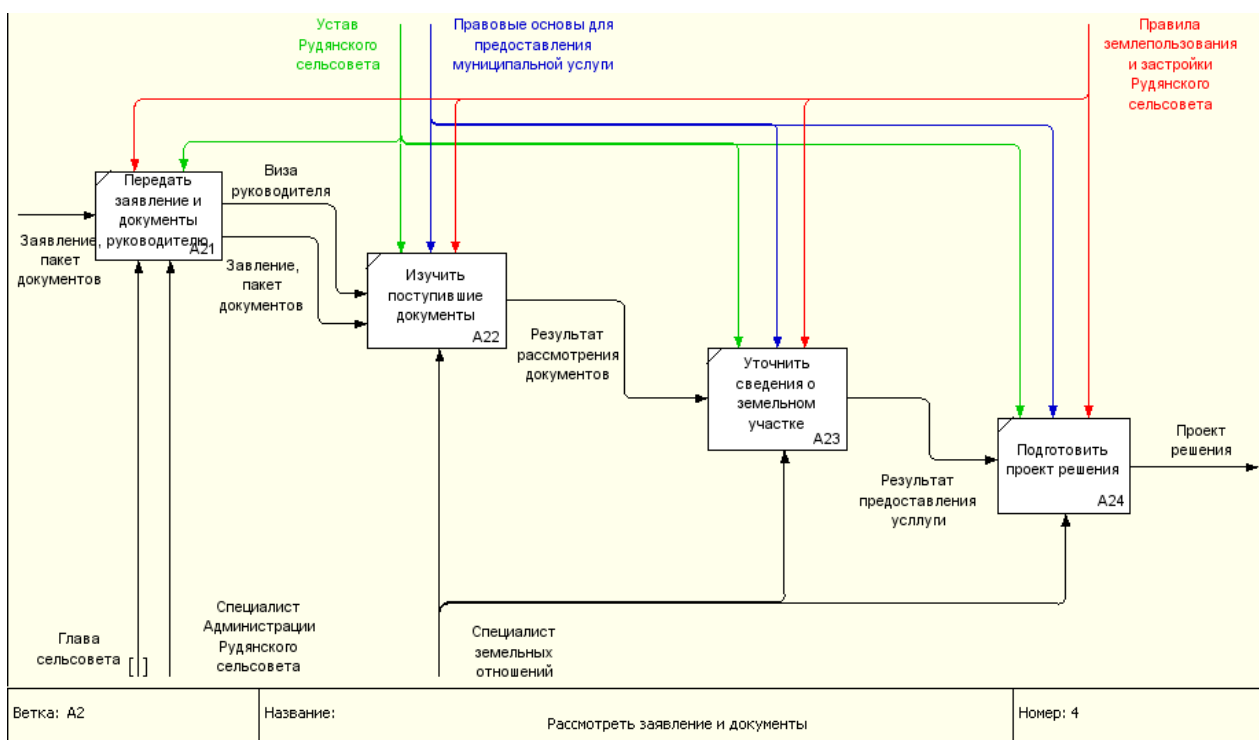 Устав
Рудянского
сельсовета
Правовые основы для
предоставления
муниципальной услуги
Правила
землепользования
и застройки
Рудянского
сельсовета
Передать
заявление и
документы
руководителю
A21
Заявление,
пакет
документов
Виза
руководителя
Завление,
пакет
документов
Изучить
поступившие
документы
A22
Результат
рассмотрения
документов
Уточнить
сведения о
земельном
участке
A23
Результат
предоставления
усллуги
Подготовить
проект решения
A24
Проект
решения
Глава
сельсовета
Специалист
Администрации
Рудянского
сельсовета
Специалист
земельных
отношений
Ветка: A2
Название:
Рассмотреть заявление и документы
Номер: 4